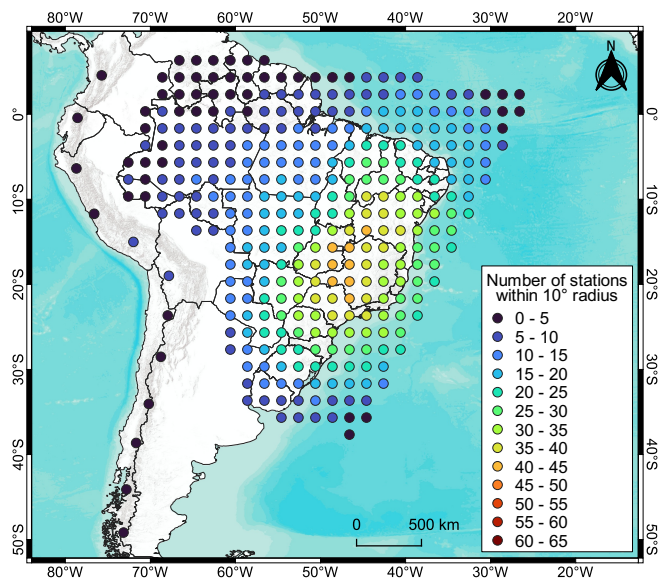 80°W 70°W 60°W 50°W 40°W 30°W 20°W
N
0° 0°
10°S 10°S
20°S 20°S
30°S 30°S
40°S 40°S
50°S 50°S
Number of stations
within 10° radius
0 - 5
5 - 10
10 - 15
15 - 20
20 - 25
25 - 30
30 - 35
35 - 40
40 - 45
45 - 50
50 - 55
55 - 60
60 - 65
0 500 km
80°W 70°W 60°W 50°W 40°W 30°W 20°W